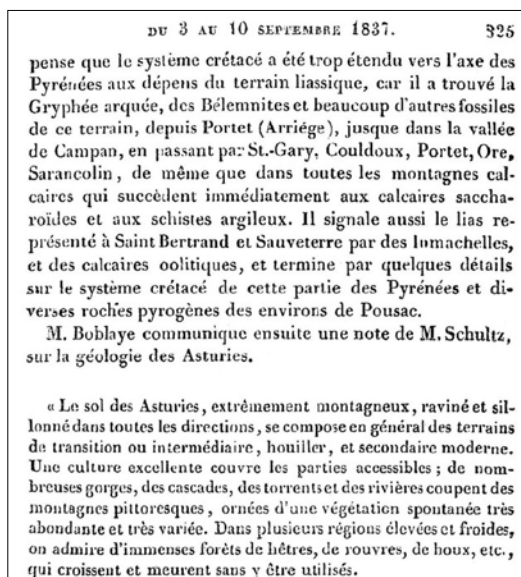 DU 3 AU 10 SEPTEMBRE 1837. 325
pense que le système crétacé a été trop étendu vers l'axe des
Pyrénées aux dépens du terrain liassique, car il a trouvé la
Gryphée arquée, des Bélemnites et beaucoup d'autres fossiles
de ce terrain, depuis Portet (Arriége), jusque dans la vallée
de Campan, en passant par St.-Gary, Couldoux, Portet, Ore,
Sarancolin, de même que dans toutes les montagnes cal-
caires qui succèdent immédiatement aux calcaires saccha-
roïdes et aux schistes argileux. Il signale aussi le lias re-
présenté à Saint Bertrand et Sauveterre par des lumachelles,
et des calcaires oolitiques, et termine par quelques détails
sur le système crétacé de cette partie des Pyrénées et di-
verses roches pyrogènes des environs de Pousac.
M. Boblaye communique ensuite une note de M. Schultz,
sur la géologie des Asturies.
« Le sol des Asturies, extrêmement montagneux, raviné et sil-
lonné dans toutes les directions, se compose en général des terrains
de transition ou intermédiaire, houiller, et secondaire moderne.
Une culture excellente couvre les parties accessibles ; de nom-
breuses gorges, des cascades, des torrents et des rivières coupent des
montagnes pittoresques, ornées d'une végétation spontanée très
abondante et très variée. Dans plusieurs régions élevées et froides,
on admire d'immenses forêts de hêtres, de rouvres, de houx, etc.,
qui croissent et meurent sans y être utilisés.